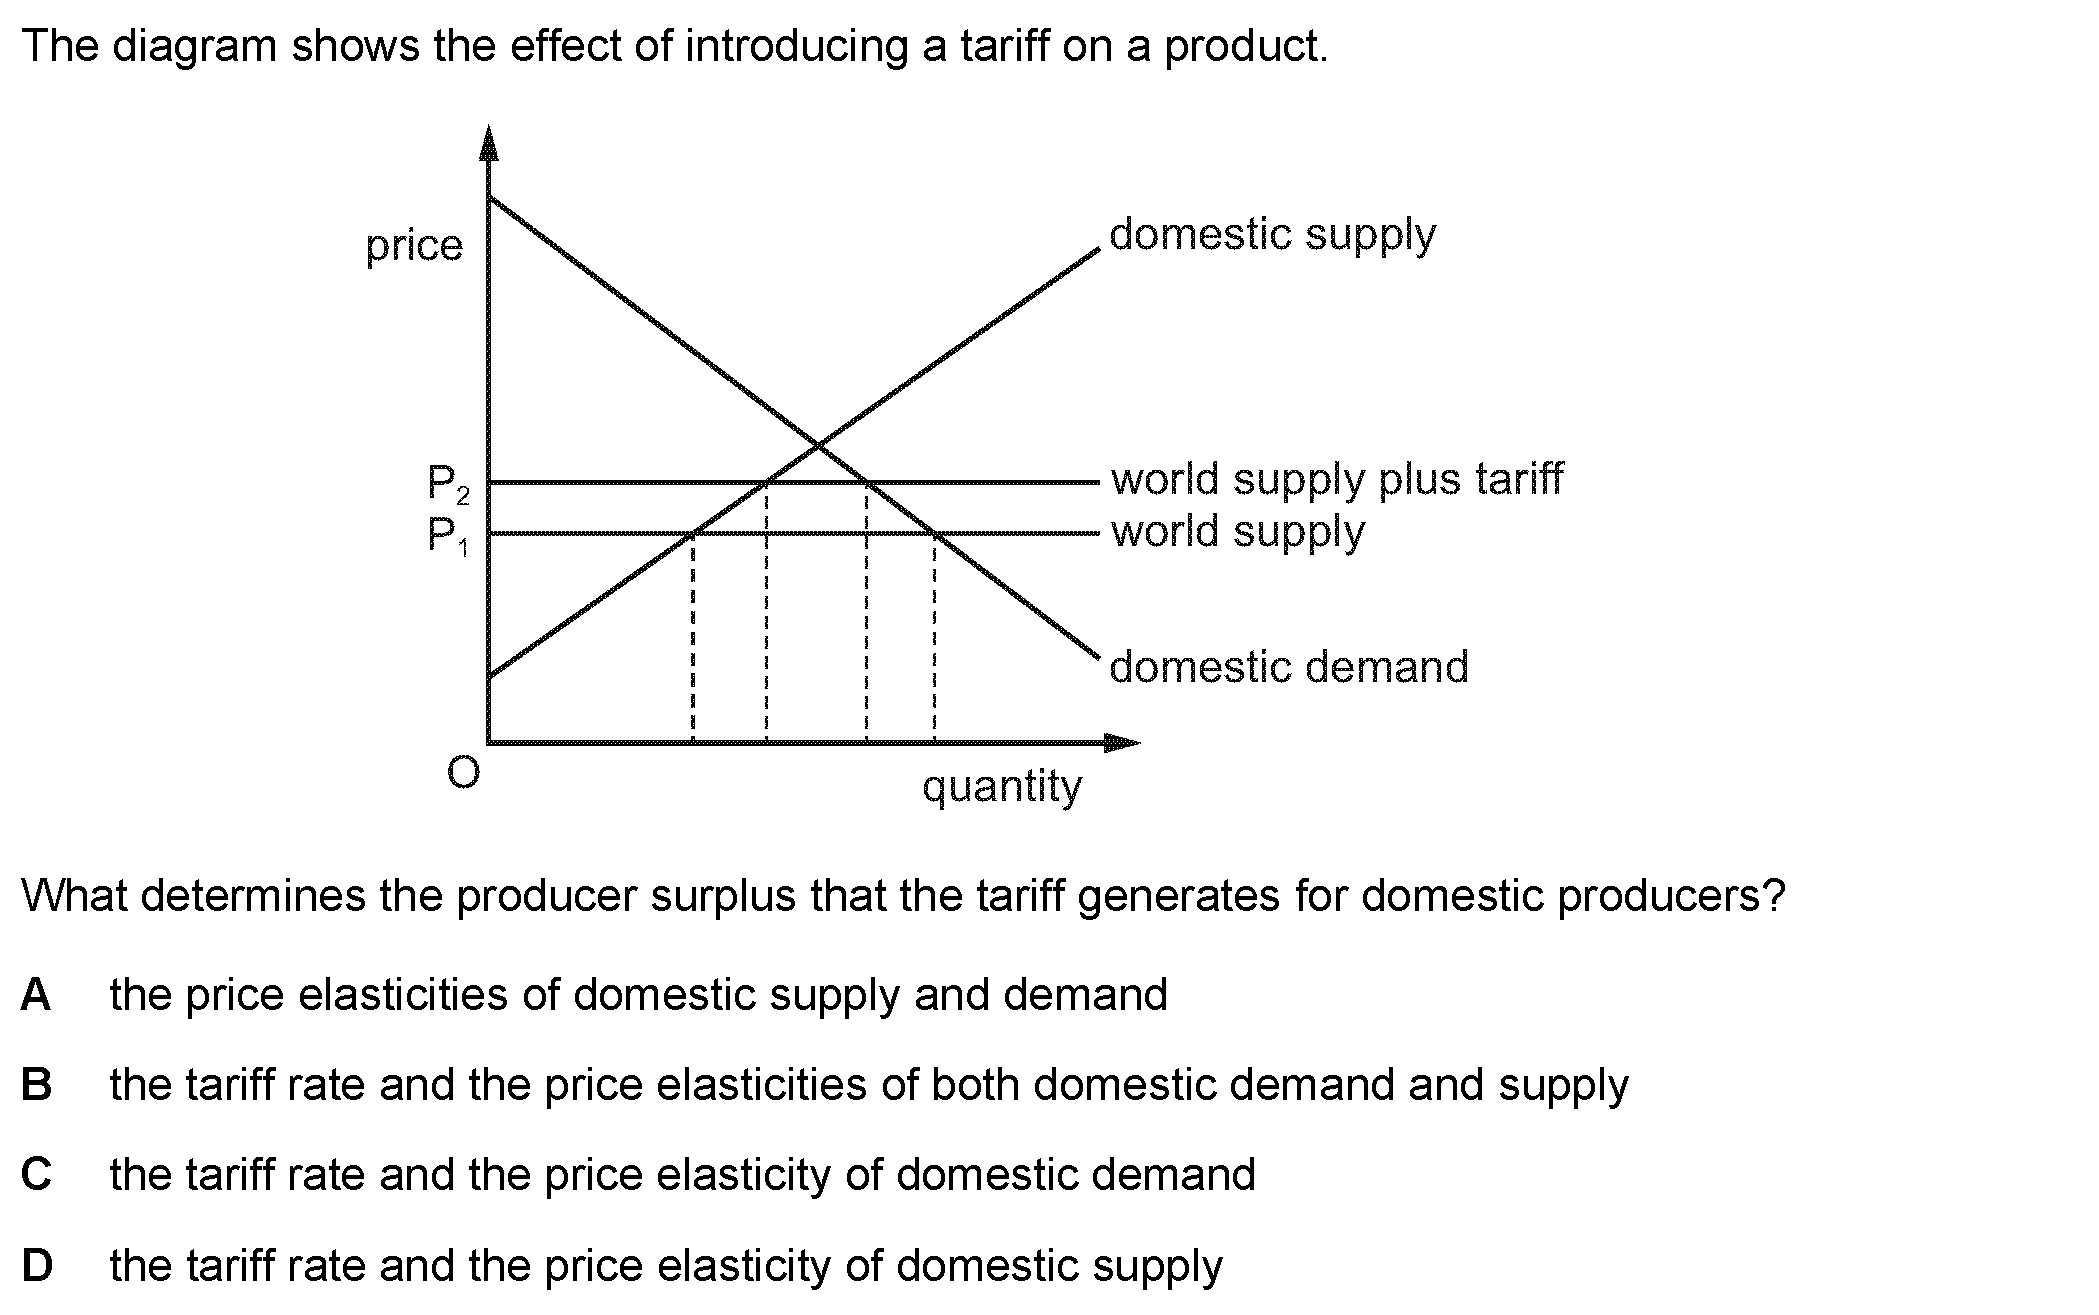 The diagram shows the effect of introducing a tariff on a product.
price
domestic supply
P2
world supply plus tariff
P1
world supply
domestic demand
O
quantity
What determines the producer surplus that the tariff generates for domestic producers?
A the price elasticities of domestic supply and demand
B the tariff rate and the price elasticities of both domestic demand and supply
C the tariff rate and the price elasticity of domestic demand
D the tariff rate and the price elasticity of domestic supply